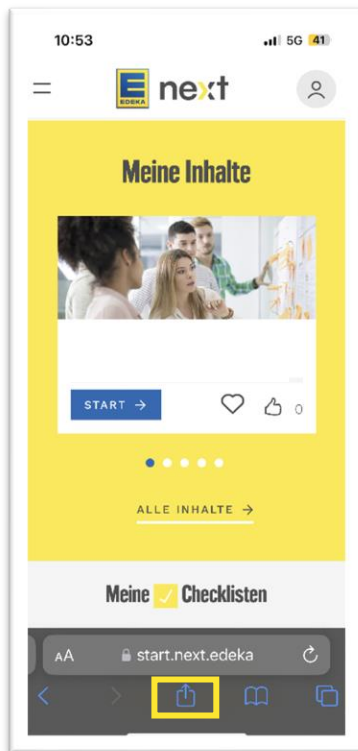 10:53 5G 41
EDEKA next
Meine Inhalte
START →
0
ALLE INHALTE →
Meine Checklisten
AA start.next.edeka